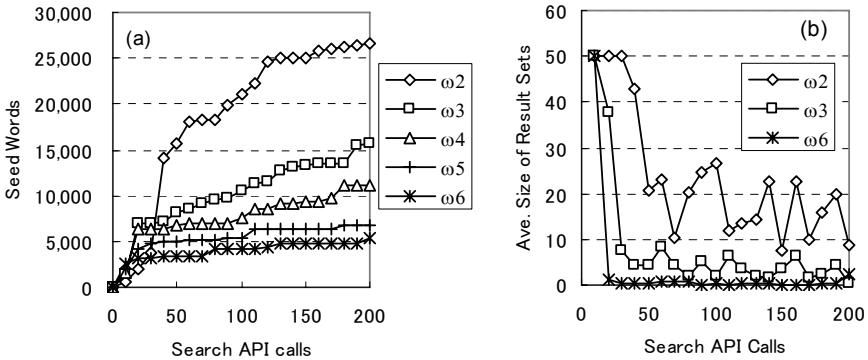 (a)
Seed Words
30,000
25,000
20,000
15,000
10,000
5,000
0
0 50 100 150 200
Search API calls
ω2
ω3
ω4
ω5
ω6
(b)
Ave. Size of Result Sets
60
50
40
30
20
10
0
0 50 100 150 200
Search API Calls
ω2
ω3
ω6